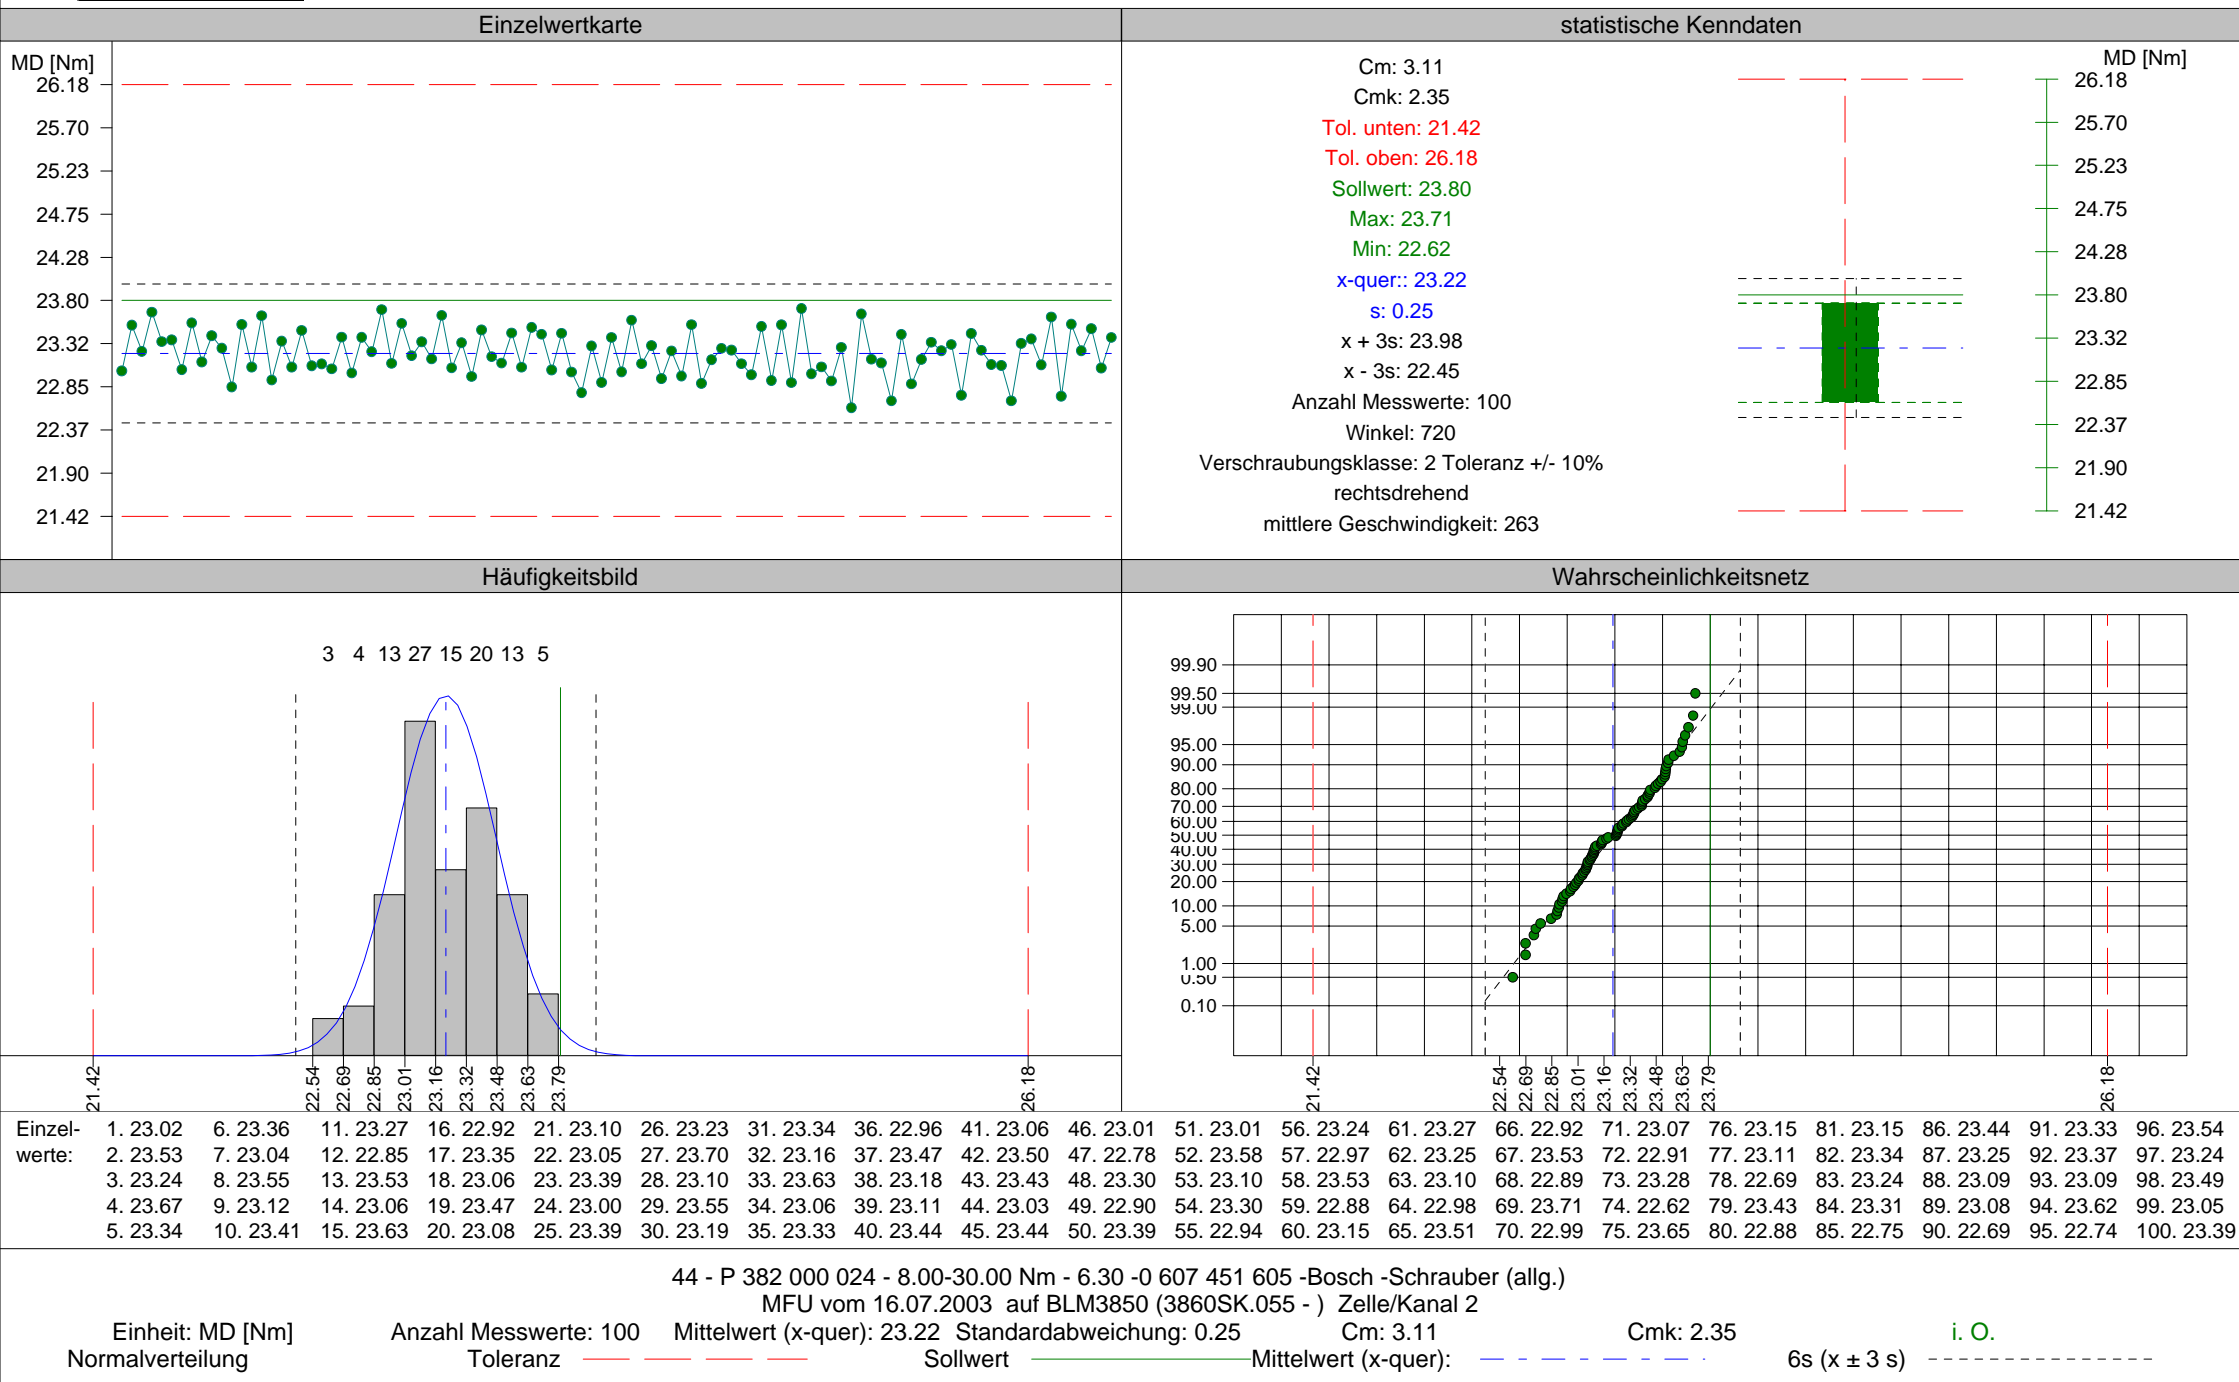 Einzelwertkarte
MD [Nm]
26.18
25.70
25.23
24.75
24.28
23.80
23.32
22.85
22.37
21.90
21.42
statistische Kenndaten
Cm: 3.11
Cmk: 2.35
Tol. unten: 21.42
Tol. oben: 26.18
Sollwert: 23.80
Max: 23.71
Min: 22.62
x-quer:: 23.22
s: 0.25
x + 3s: 23.98
x - 3s: 22.45
Anzahl Messwerte: 100
Winkel: 720
Verschraubungsklasse: 2 Toleranz +/- 10%
rechtsdrehend
mittlere Geschwindigkeit: 263
MD [Nm]
26.18
25.70
25.23
24.75
24.28
23.80
23.32
22.85
22.37
21.90
21.42
Häufigkeitsbild
3 4 13 27 15 20 13 5
21.42 22.54 22.69 22.85 23.01 23.16 23.32 23.48 23.63 23.79 26.18
Wahrscheinlichkeitsnetz
99.90
99.50
99.00
95.00
90.00
80.00
70.00
60.00
50.00
40.00
30.00
20.00
10.00
5.00
1.00
0.50
0.10
21.42 22.54 22.69 22.85 23.01 23.16 23.32 23.48 23.63 23.79 26.18
Einzel- 1. 23.02 6. 23.36 11. 23.27 16. 22.92 21. 23.10 26. 23.23 31. 23.34 36. 22.96 41. 23.06 46. 23.01 51. 23.01 56. 23.24 61. 23.27 66. 22.92 71. 23.07 76. 23.15 81. 23.15 86. 23.44 91. 23.33 96. 23.54
werte: 2. 23.53 7. 23.04 12. 22.85 17. 23.35 22. 23.05 27. 23.70 32. 23.16 37. 23.47 42. 23.50 47. 22.78 52. 23.58 57. 22.97 62. 23.25 67. 23.53 72. 22.91 77. 23.11 82. 23.34 87. 23.25 92. 23.37 97. 23.24
3. 23.24 8. 23.55 13. 23.53 18. 23.06 23. 23.39 28. 23.10 33. 23.63 38. 23.18 43. 23.43 48. 23.30 53. 23.10 58. 23.53 63. 23.10 68. 22.89 73. 23.28 78. 22.69 83. 23.24 88. 23.09 93. 23.09 98. 23.49
4. 23.67 9. 23.12 14. 23.06 19. 23.47 24. 23.00 29. 23.55 34. 23.06 39. 23.11 44. 23.03 49. 22.90 54. 23.30 59. 22.88 64. 22.98 69. 23.71 74. 22.62 79. 23.43 84. 23.31 89. 23.08 94. 23.62 99. 23.05
5. 23.34 10. 23.41 15. 23.63 20. 23.08 25. 23.39 30. 23.19 35. 23.33 40. 23.44 45. 23.44 50. 23.39 55. 22.94 60. 23.15 65. 23.51 70. 22.99 75. 23.65 80. 22.88 85. 22.75 90. 22.69 95. 22.74 100. 23.39
44 - P 382 000 024 - 8.00-30.00 Nm - 6.30 -0 607 451 605 -Bosch -Schrauber (allg.)
MFU vom 16.07.2003 auf BLM3850 (3860SK.055 - ) Zelle/Kanal 2
Einheit: MD [Nm] Anzahl Messwerte: 100 Mittelwert (x-quer): 23.22 Standardabweichung: 0.25 Cm: 3.11 Cmk: 2.35 i. O.
Normalverteilung Toleranz Sollwert Mittelwert (x-quer): 6s (x ± 3 s)